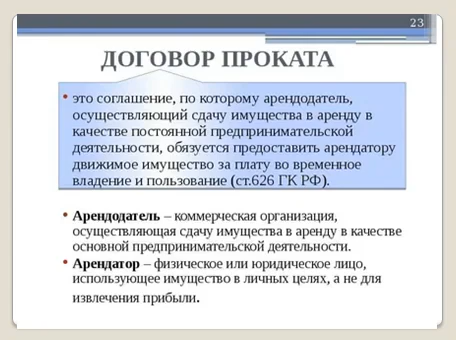 23
ДОГОВОР ПРОКАТА
• это соглашение, по которому арендодатель,
осуществляющий сдачу имущества в аренду в
качестве постоянной предпринимательской
деятельности, обязуется предоставить арендатору
движимое имущество за плату во временное
владение и пользование (ст.626 ГК РФ).
• Арендодатель – коммерческая организация,
осуществляющая сдачу имущества в аренду в качестве
основной предпринимательской деятельности.
• Арендатор – физическое или юридическое лицо,
использующее имущество в личных целях, а не для
извлечения прибыли.